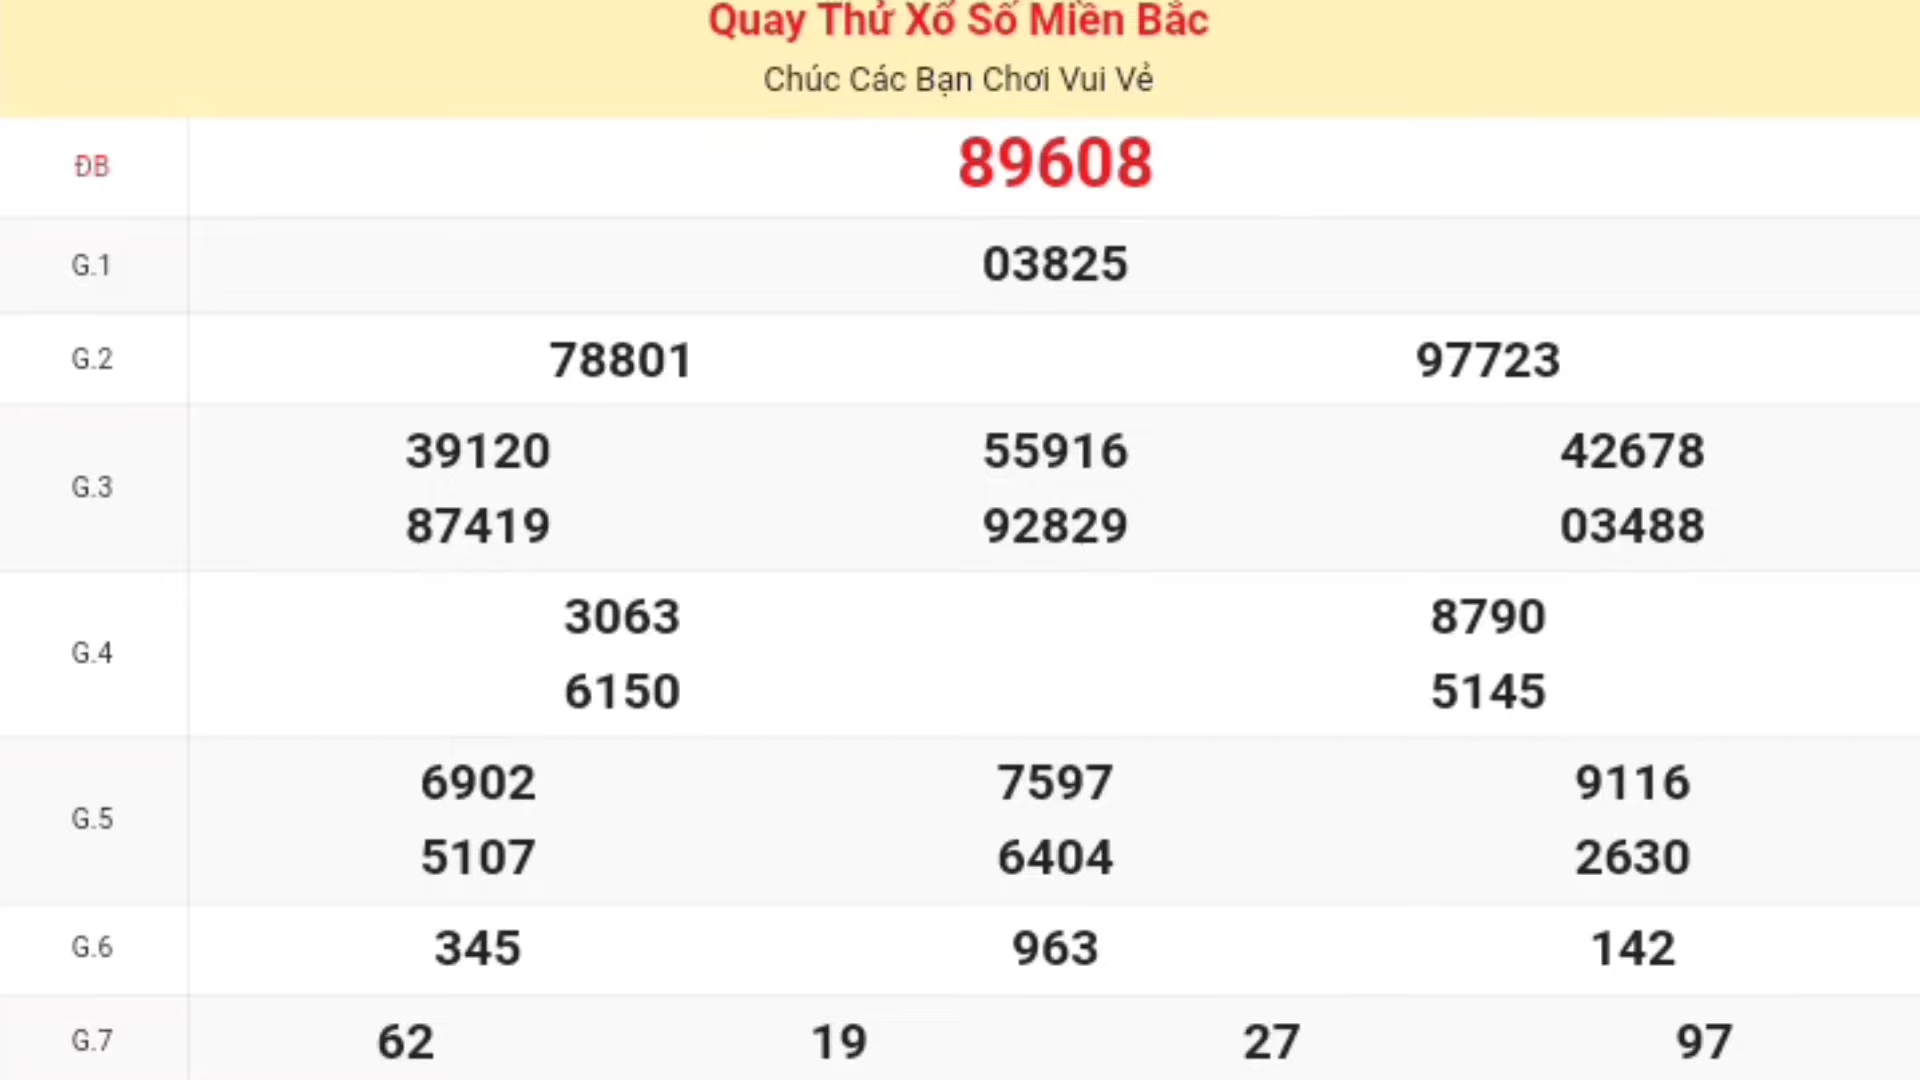 Quay Thử Xổ Số Miền Bắc
Chúc Các Bạn Chơi Vui Vẻ
ĐB 89608
G.1 03825
G.2 78801 97723
G.3 39120 55916 42678
87419 92829 03488
G.4 3063 8790
6150 5145
G.5 6902 7597 9116
5107 6404 2630
G.6 345 963 142
G.7 62 19 27 97